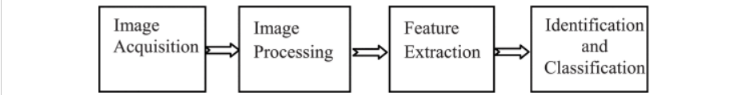 Image
Acquisition
Image
Processing
Feature
Extraction
Identification
and
Classification